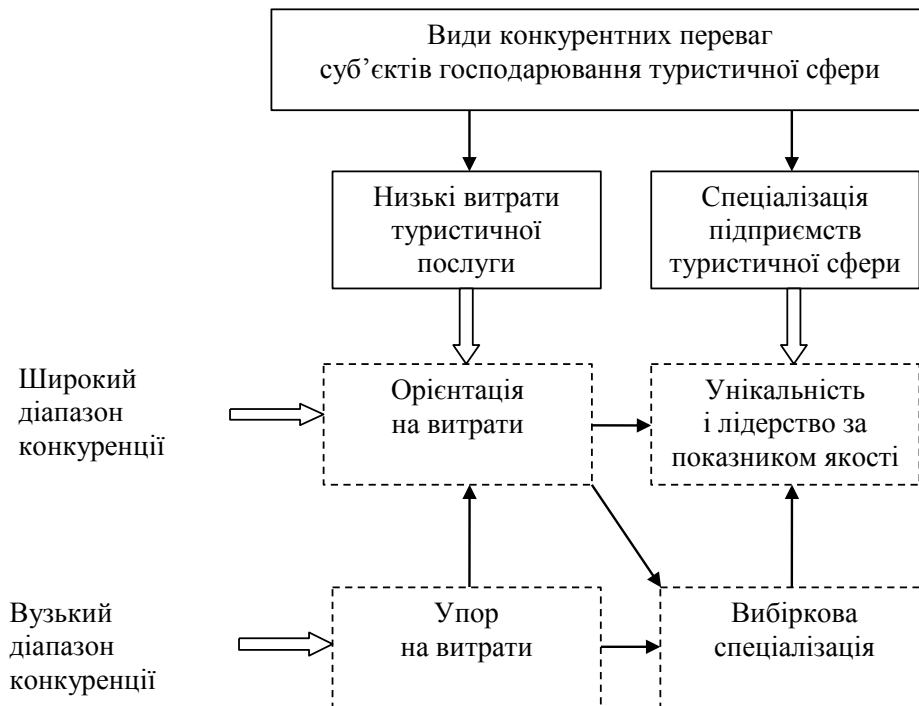 Види конкурентних переваг
суб’єктів господарювання туристичної сфери
Низькі витрати
туристичної
послуги
Спеціалізація
підприємств
туристичної сфери
Широкий
діапазон
конкуренції
Орієнтація
на витрати
Унікальність
і лідерство за
показником якості
Вузький
діапазон
конкуренції
Упор
на витрати
Вибіркова
спеціалізація